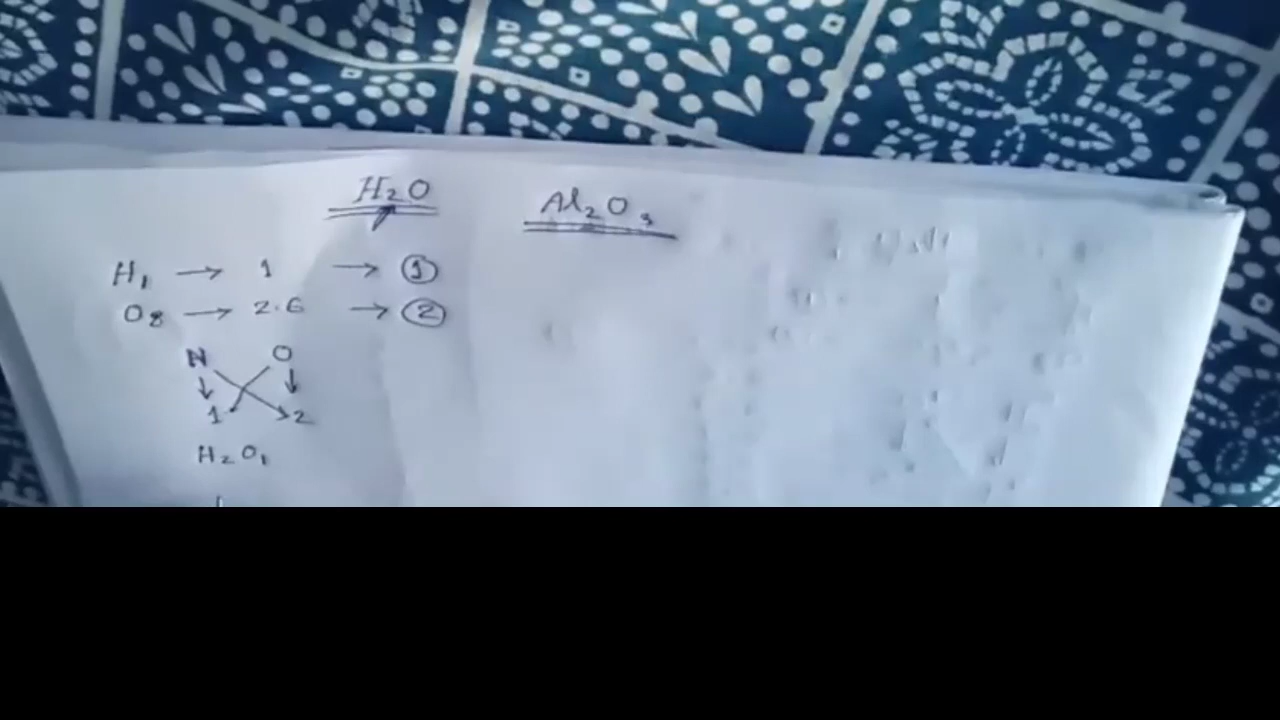 H₂O Al₂O₃
H₁ → 1 → ①
O₈ → 2.6 → ②
N O
↓ ↓
1 2
H₂O₁